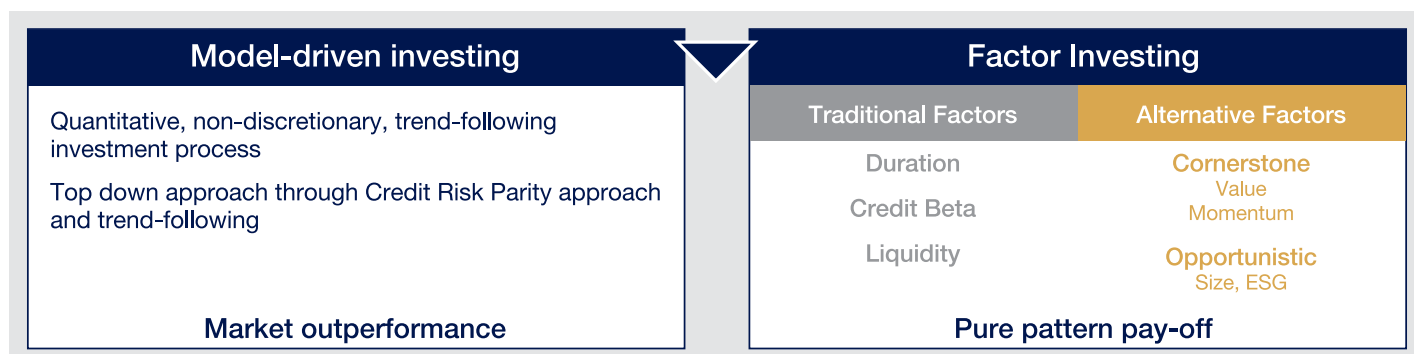 Model-driven investing
Quantitative, non-discretionary, trend-following
investment process
Top down approach through Credit Risk Parity approach
and trend-following
Market outperformance
Factor Investing
Traditional Factors
Duration
Credit Beta
Liquidity
Alternative Factors
Cornerstone
Value
Momentum
Opportunistic
Size, ESG
Pure pattern pay-off